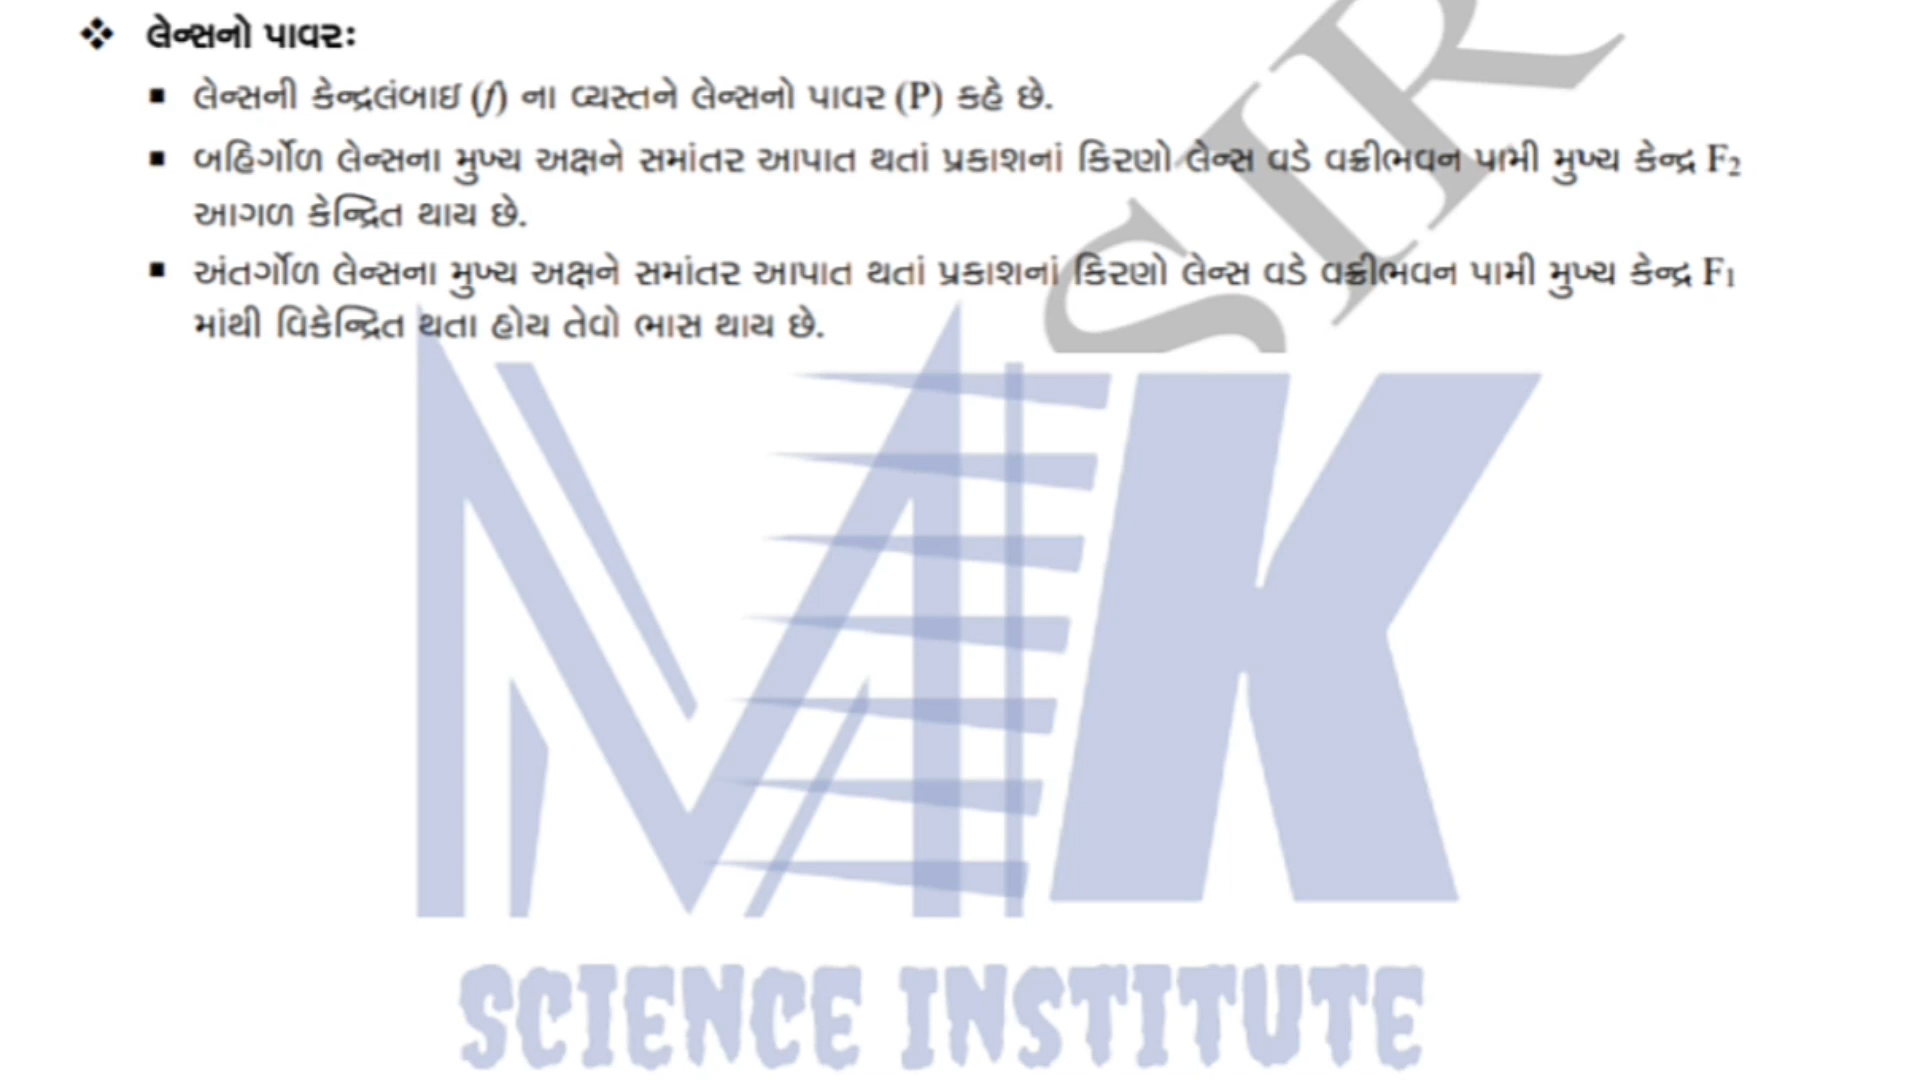 ❖ લેન્સનો પાવરઃ
▪ લેન્સની કેન્દ્રલંબાઈ (f) ના વ્યસ્તને લેન્સનો પાવર (P) કહે છે.
▪ બહિર્ગોળ લેન્સના મુખ્ય અક્ષને સમાંતર આપાત થતાં પ્રકાશનાં કિરણો લેન્સ વડે વક્રીભવન પામી મુખ્ય કેન્દ્ર F₂
આગળ કેન્દ્રિત થાય છે.
▪ અંતર્ગોળ લેન્સના મુખ્ય અક્ષને સમાંતર આપાત થતાં પ્રકાશનાં કિરણો લેન્સ વડે વક્રીભવન પામી મુખ્ય કેન્દ્ર F₁
માંથી વિકેન્દ્રિત થતા હોય તેવો ભાસ થાય છે.
SIR
MK
SCIENCE INSTITUTE